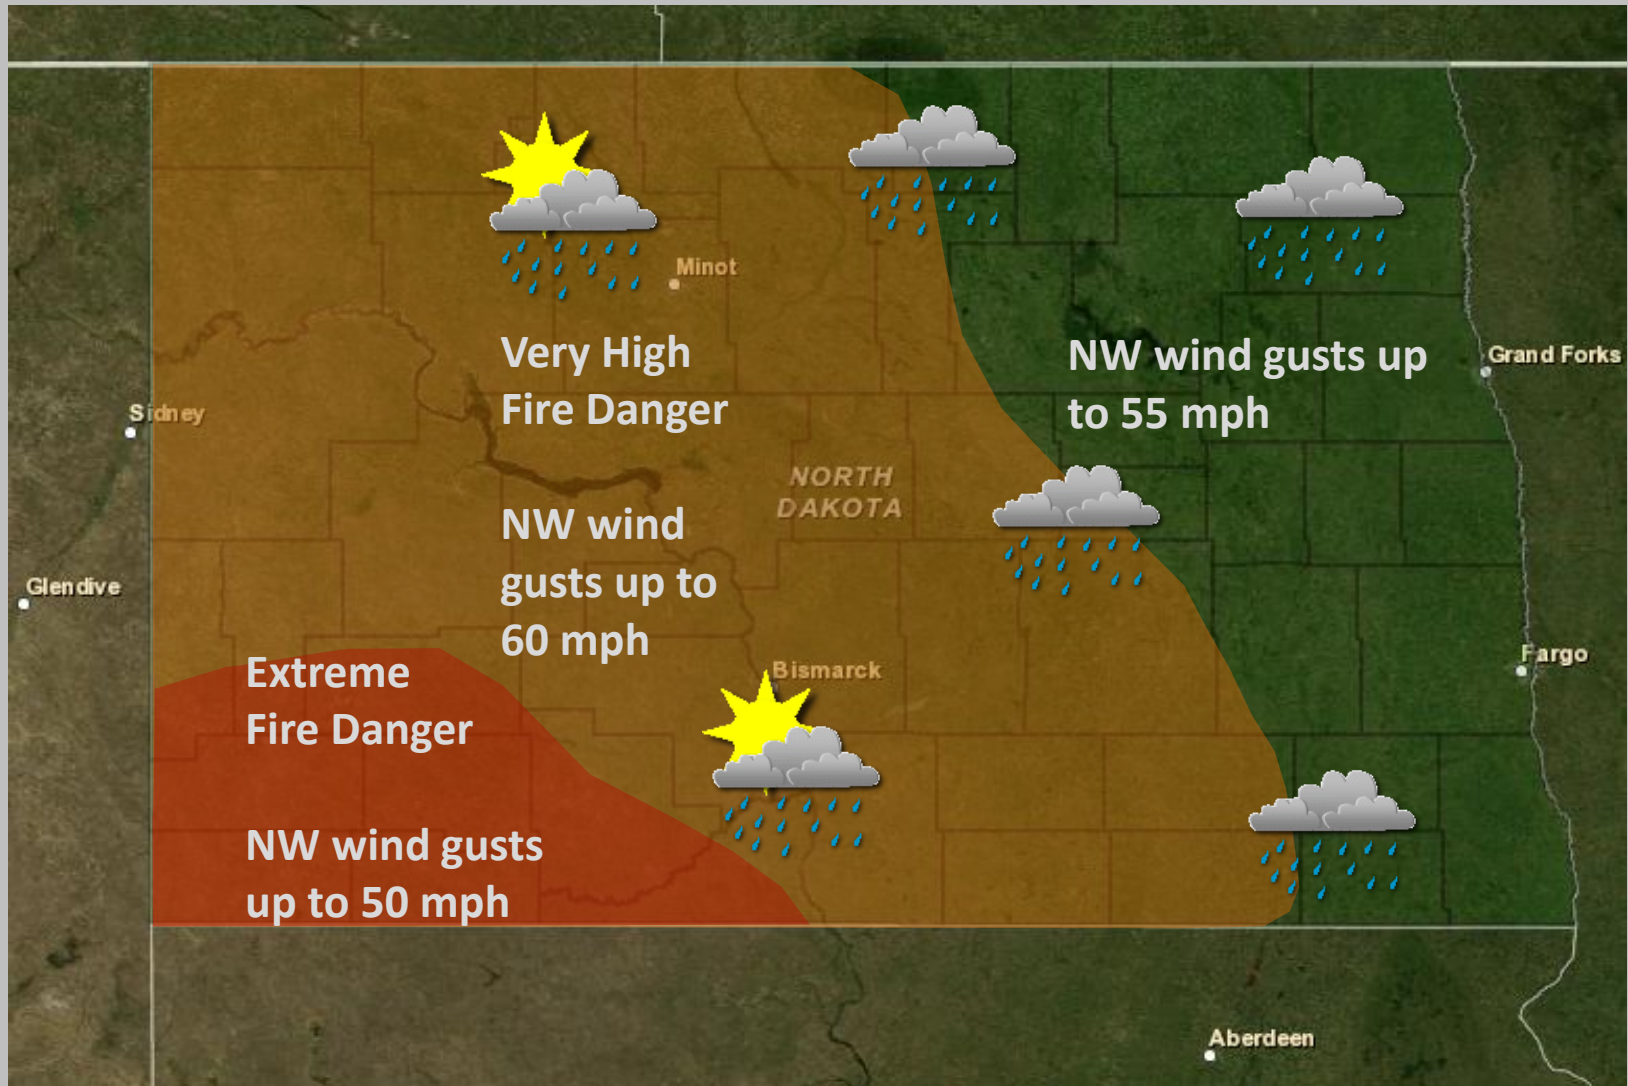 Minot
Very High
Fire Danger
NW wind gusts up
to 55 mph
Grand Forks
Sidney
NORTH
DAKOTA
NW wind
gusts up to
60 mph
Glendive
Fargo
Bismarck
Extreme
Fire Danger
NW wind gusts
up to 50 mph
Aberdeen